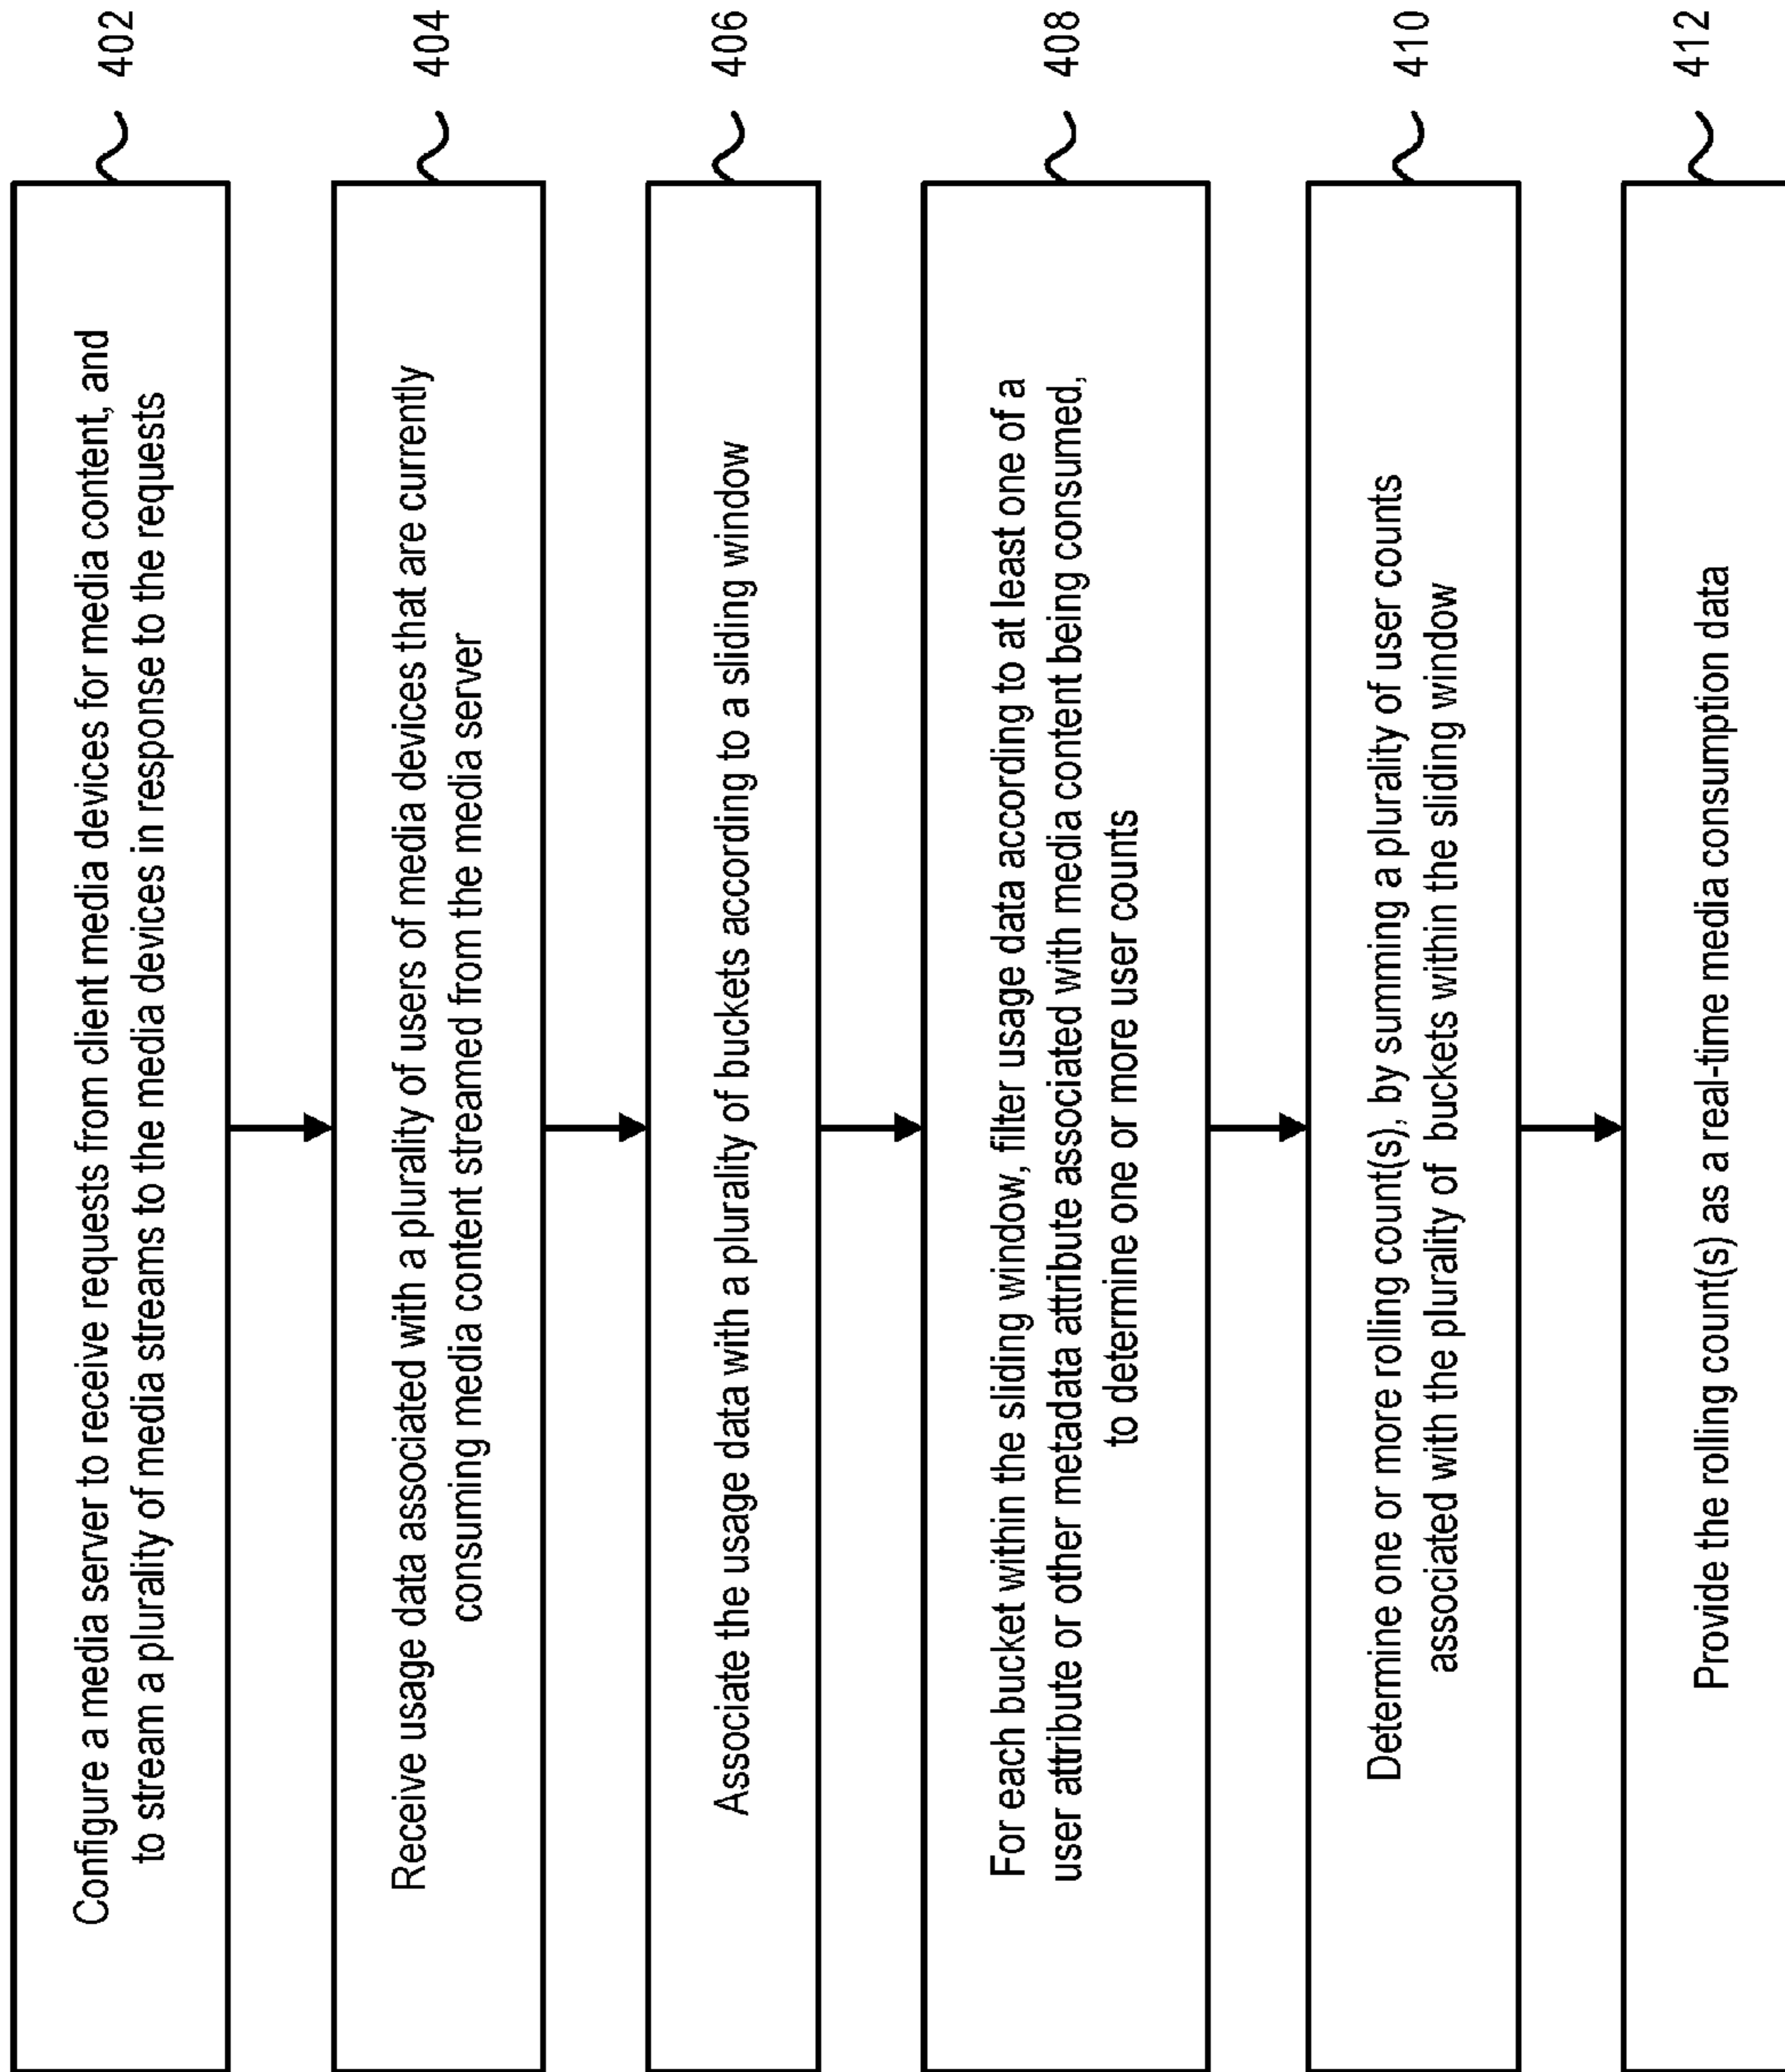 Configure a media server to receive requests from client media devices for media content, and
to stream a plurality of media streams to the media devices in response to the requests
402
Receive usage data associated with a plurality of users of media devices that are currently
consuming media content streamed from the media server
404
Associate the usage data with a plurality of buckets according to a sliding window
406
For each bucket within the sliding window, filter usage data according to at least one of a
user attribute or other metadata attribute associated with media content being consumed,
to determine one or more user counts
408
Determine one or more rolling count(s), by summing a plurality of user counts
associated with the plurality of buckets within the sliding window
410
Provide the rolling count(s) as a real-time media consumption data
412